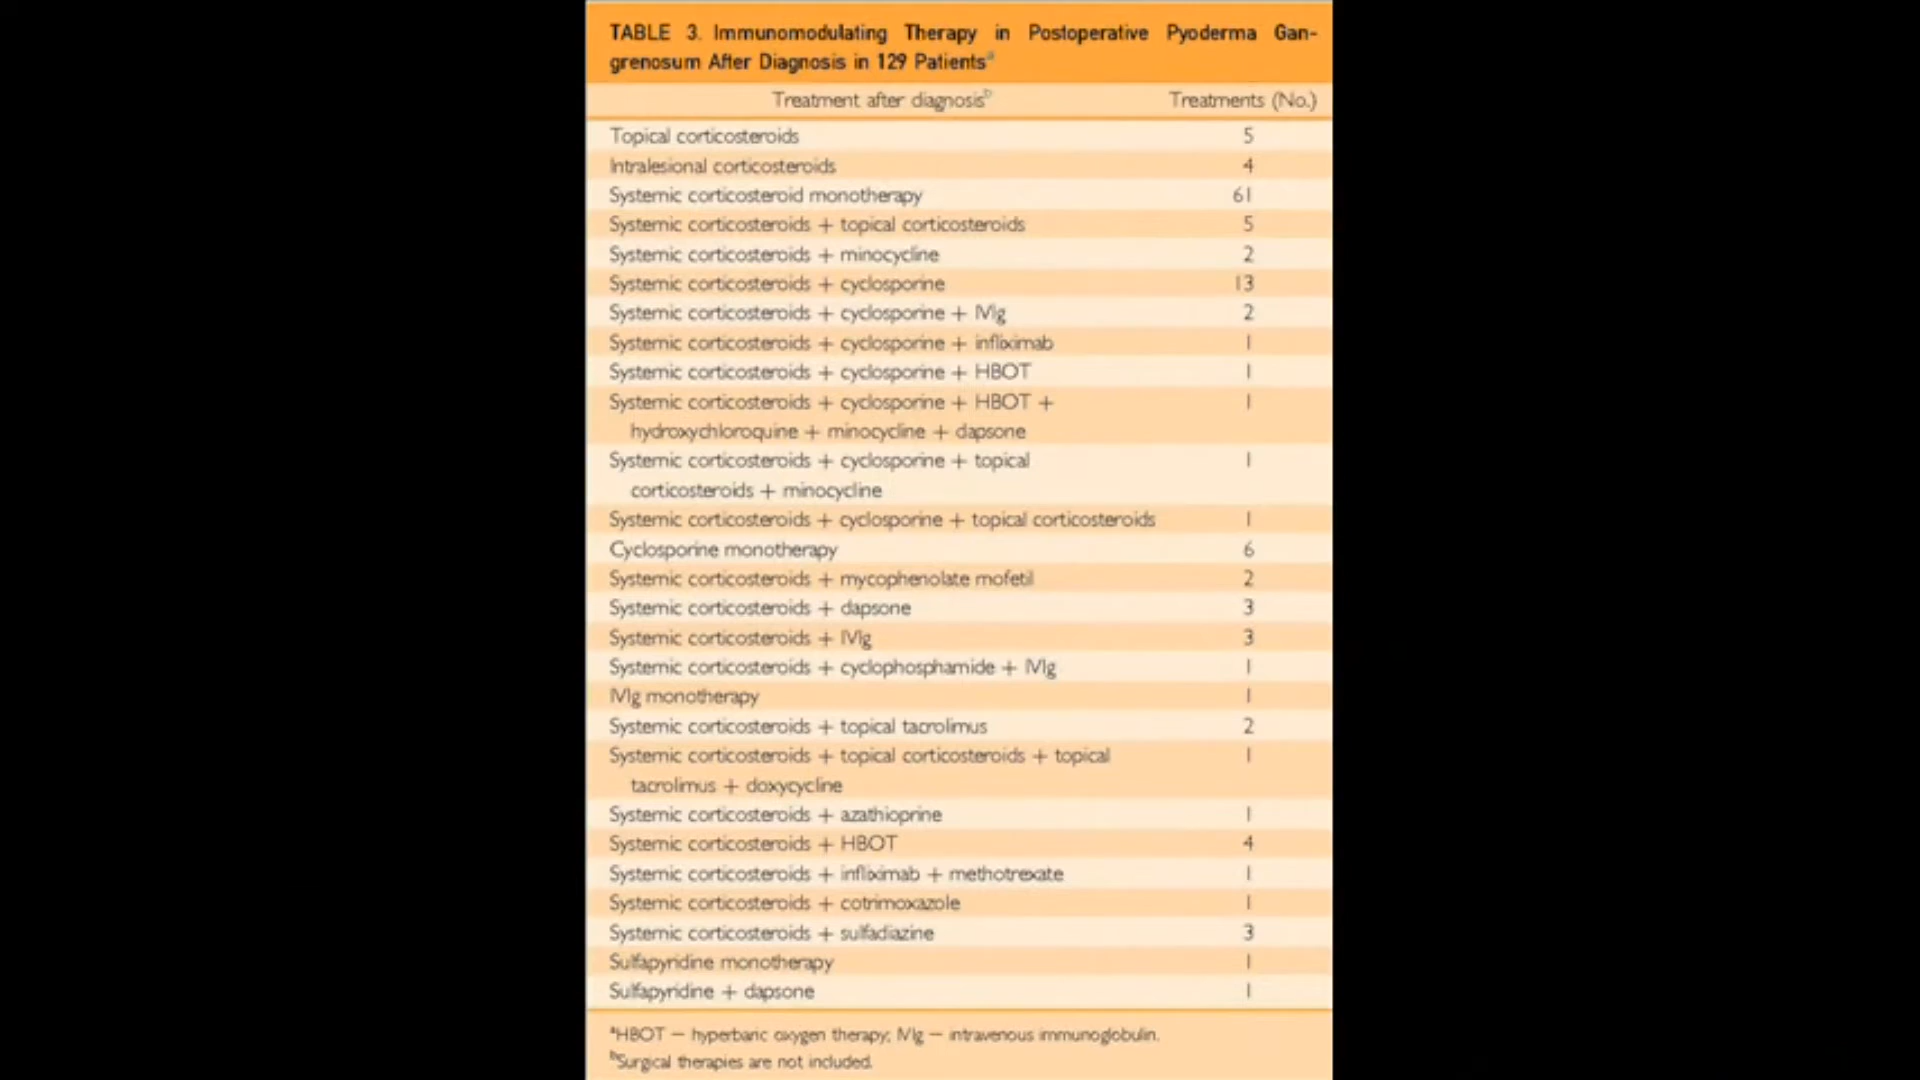 TABLE 3. Immunomodulating Therapy in Postoperative Pyoderma Gan-
grenosum After Diagnosis in 129 Patientsᵃ
Treatment after diagnosisᵇ Treatments (No.)
Topical corticosteroids 5
Intralesional corticosteroids 4
Systemic corticosteroid monotherapy 61
Systemic corticosteroids + topical corticosteroids 5
Systemic corticosteroids + minocycline 2
Systemic corticosteroids + cyclosporine 13
Systemic corticosteroids + cyclosporine + IVIg 2
Systemic corticosteroids + cyclosporine + infliximab 1
Systemic corticosteroids + cyclosporine + HBOT 1
Systemic corticosteroids + cyclosporine + HBOT + 1
hydroxychloroquine + minocycline + dapsone
Systemic corticosteroids + cyclosporine + topical 1
corticosteroids + minocycline
Systemic corticosteroids + cyclosporine + topical corticosteroids 1
Cyclosporine monotherapy 6
Systemic corticosteroids + mycophenolate mofetil 2
Systemic corticosteroids + dapsone 3
Systemic corticosteroids + IVIg 3
Systemic corticosteroids + cyclophosphamide + IVIg 1
IVIg monotherapy 1
Systemic corticosteroids + topical tacrolimus 2
Systemic corticosteroids + topical corticosteroids + topical 1
tacrolimus + doxycycline
Systemic corticosteroids + azathioprine 1
Systemic corticosteroids + HBOT 4
Systemic corticosteroids + infliximab + methotrexate 1
Systemic corticosteroids + cotrimoxazole 1
Systemic corticosteroids + sulfadiazine 3
Sulfapyridine monotherapy 1
Sulfapyridine + dapsone 1
ᵃHBOT — hyperbaric oxygen therapy; IVIg — intravenous immunoglobulin.
ᵇSurgical therapies are not included.